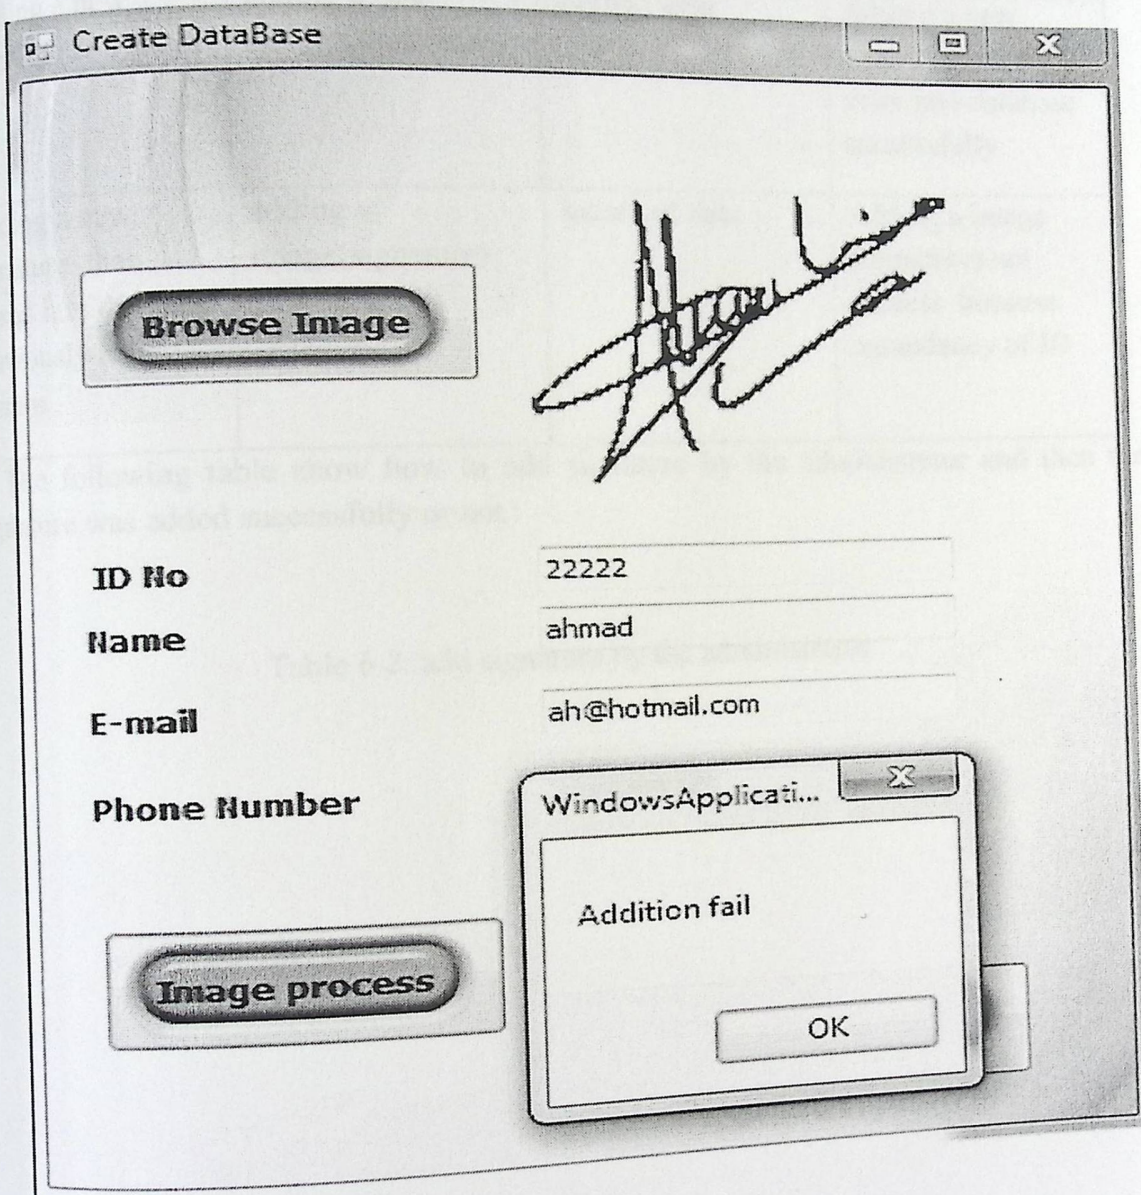 Create DataBase
Browse Image
ID No
22222
Name
ahmad
E-mail
ah@hotmail.com
Phone Number
WindowsApplicati...
Addition fail
OK
Image process